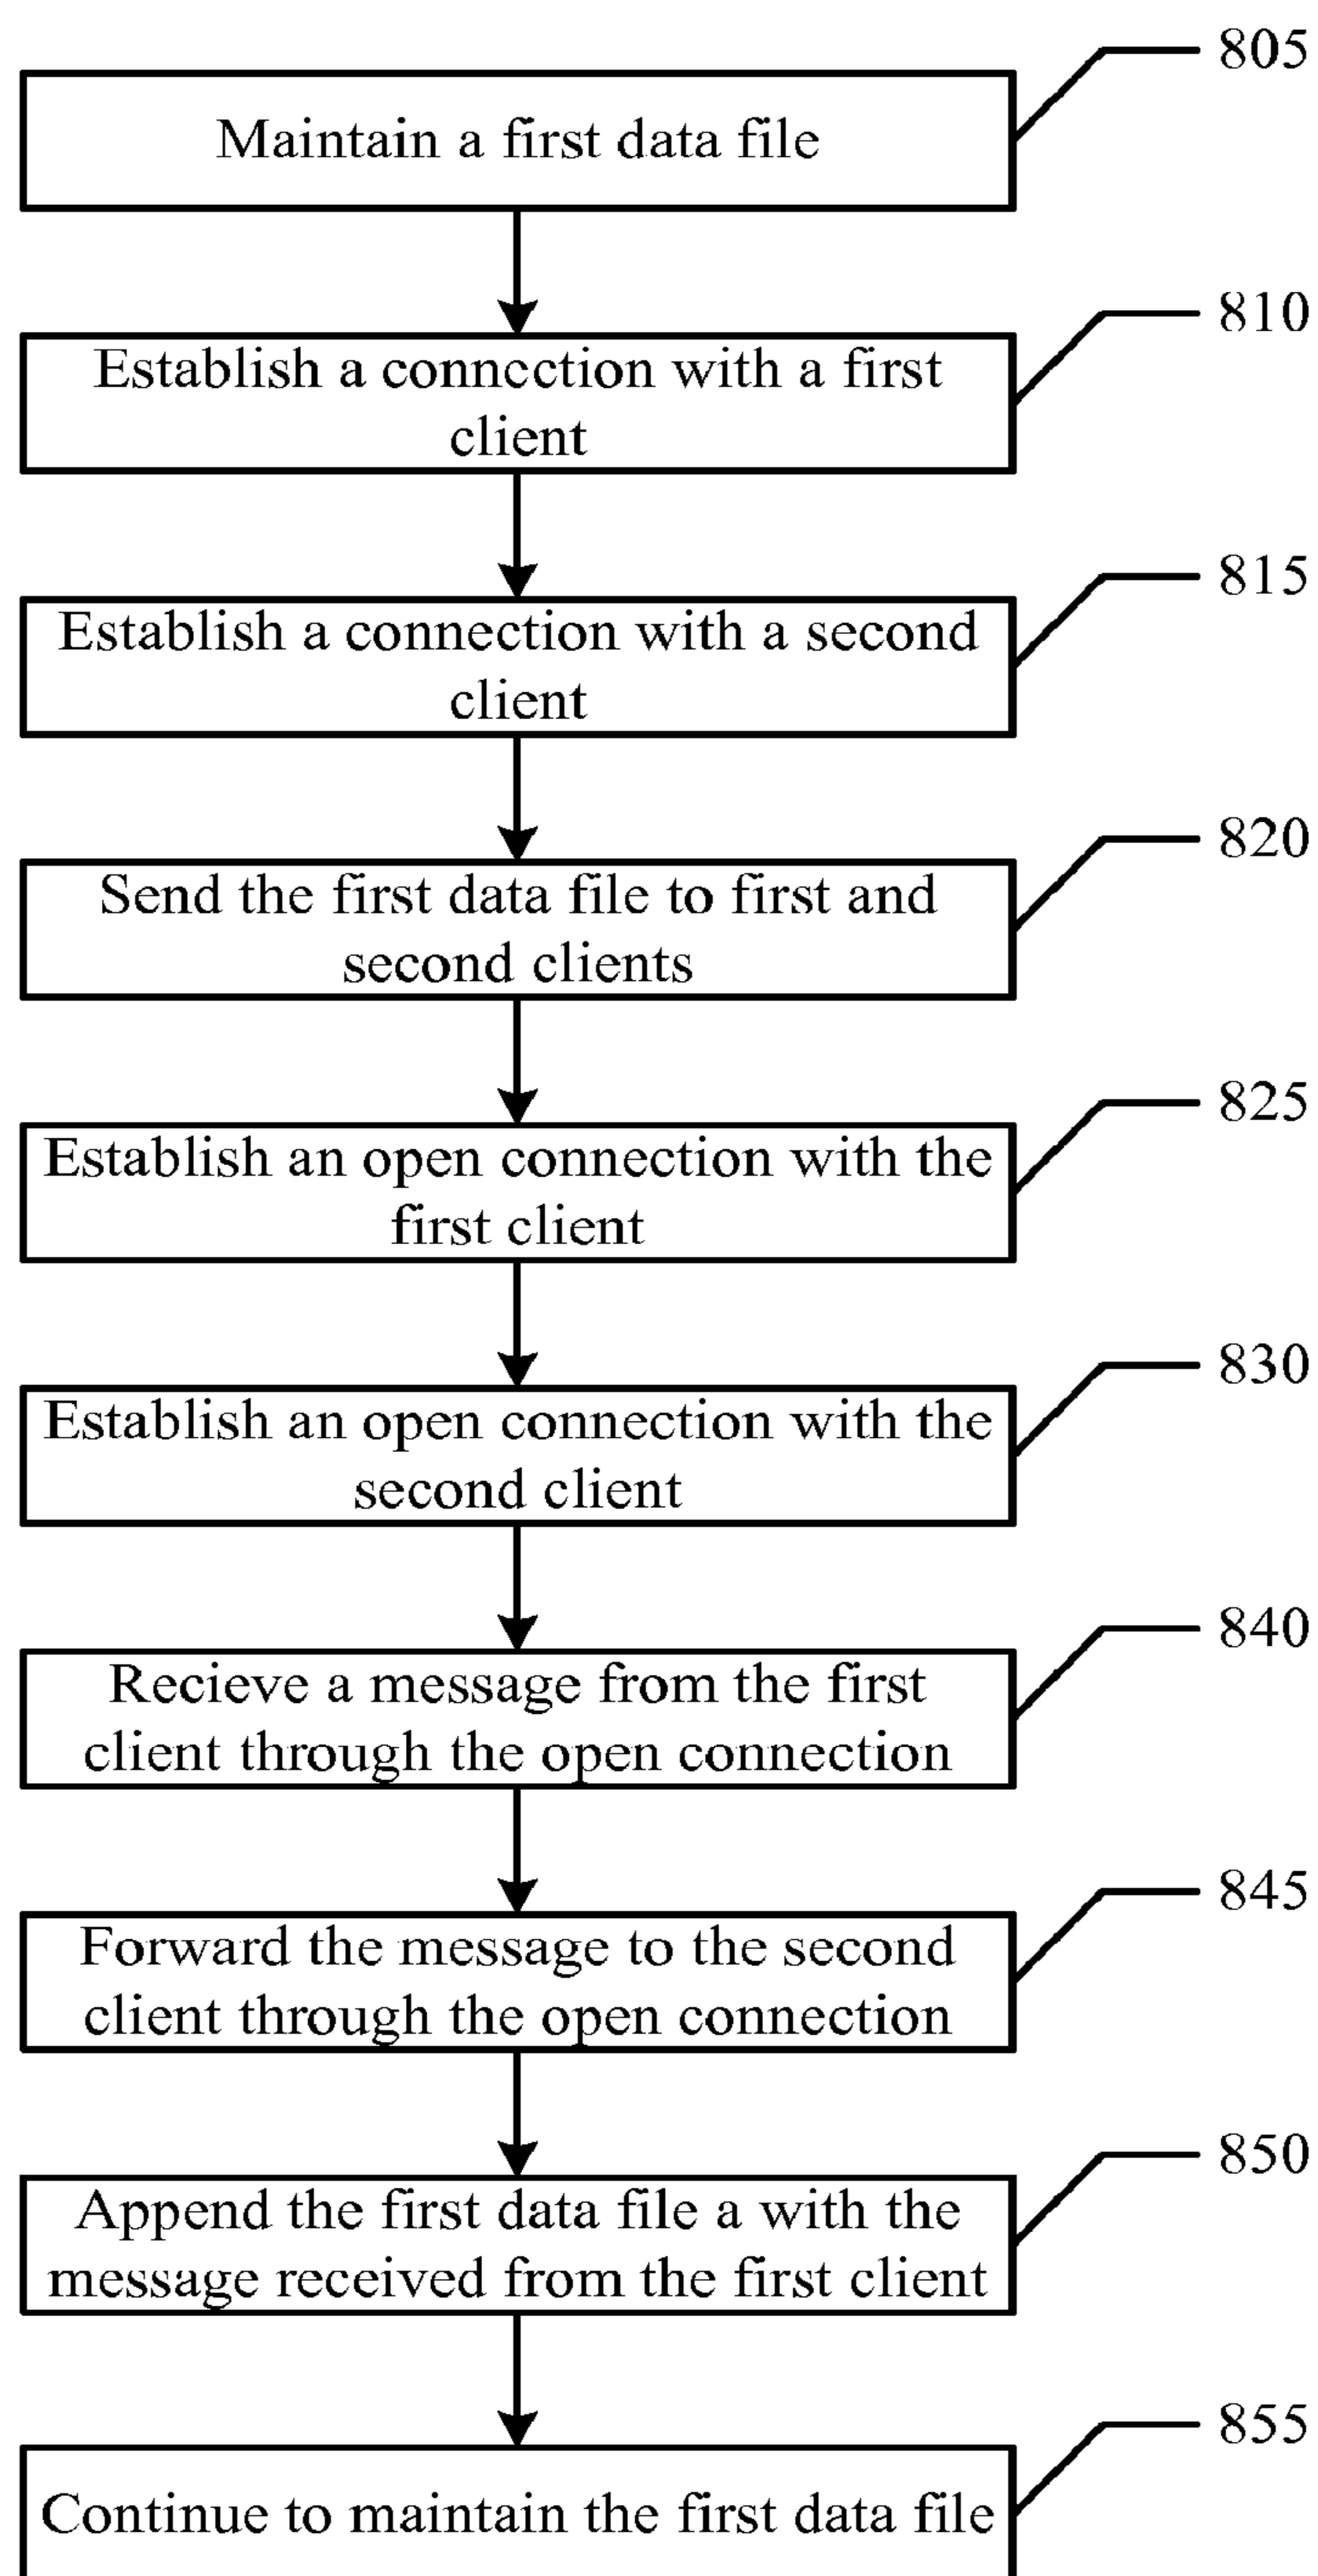 805
Maintain a first data file
810
Establish a connection with a first
client
815
Establish a connection with a second
client
820
Send the first data file to first and
second clients
825
Establish an open connection with the
first client
830
Establish an open connection with the
second client
840
Recieve a message from the first
client through the open connection
845
Forward the message to the second
client through the open connection
850
Append the first data file a with the
message received from the first client
855
Continue to maintain the first data file